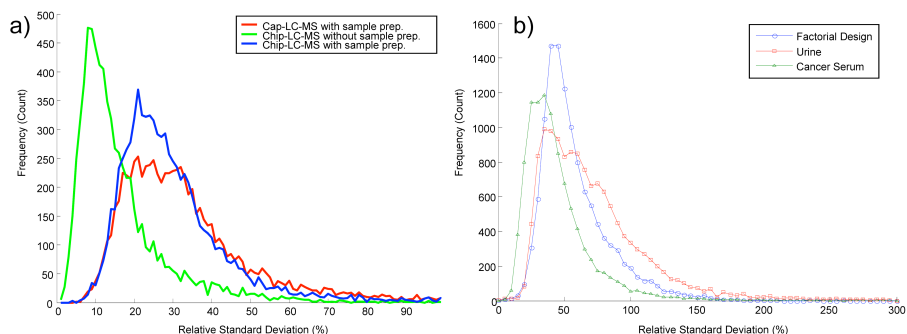 a)
Cap-LC-MS with sample prep.
Chip-LC-MS without sample prep.
Chip-LC-MS with sample prep.
Frequency (Count)
500
450
400
350
300
250
200
150
100
50
0
0 10 20 30 40 50 60 70 80 90
Relative Standard Deviation (%)
b)
Factorial Design
Urine
Cancer Serum
Frequency (Count)
1600
1400
1200
1000
800
600
400
200
0
0 50 100 150 200 250 300
Relative Standard Deviation (%)